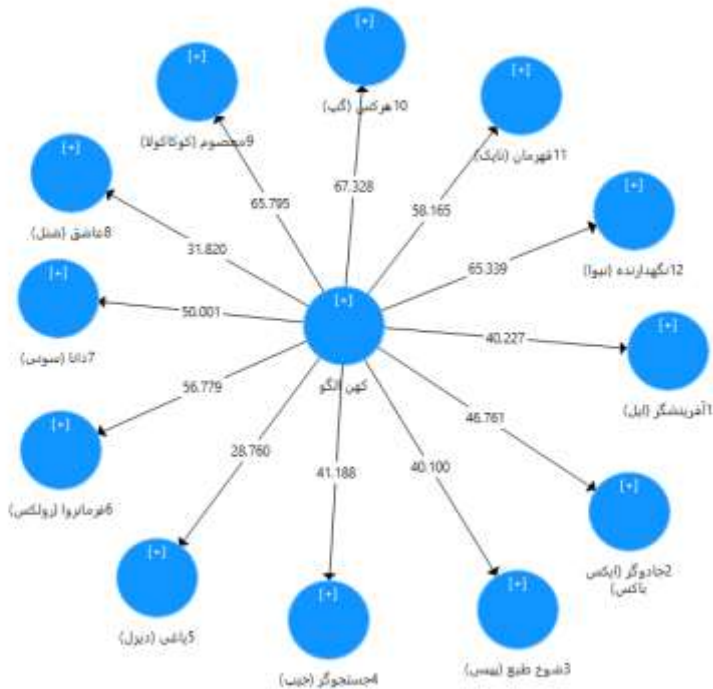 [+]
10هرکس (گپ)
[+]
9معصوم (کوکاکولا)
[+]
11قهرمان (نایک)
[+]
8عاشق (شنل)
[+]
12نگهدارنده (نیوا)
[+]
7دانا (سونی)
[+]
1آفرینشگر (اپل)
[+]
6فرمانروا (رولکس)
[+]
2جادوگر (ایکس
باکس)
[+]
5یاغی (دیزل)
[+]
4جستجوگر (جیپ)
[+]
3شوخ طبع (پپسی)
[+]
کهن الگو
67.328
65.795
58.165
31.820
65.339
50.001
40.227
56.779
46.761
28.760
41.188
40.100